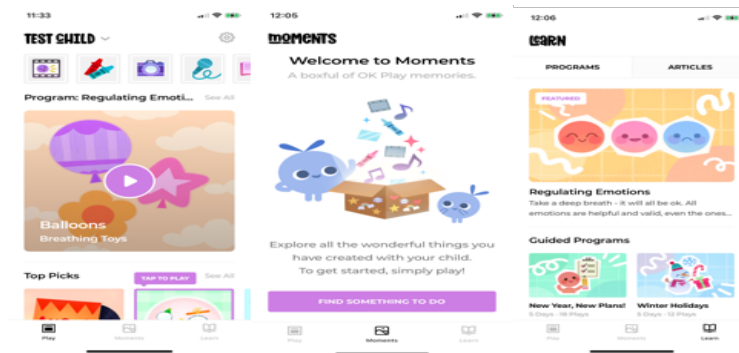 11:33
TEST CHILD
Program: Regulating Emoti... See All
Balloons
Breathing Toys
Top Picks
TAP TO PLAY
See All
Play Moments Learn
12:05
MOMENTS
Welcome to Moments
A boxful of OK Play memories.
Explore all the wonderful things you
have created with your child.
To get started, simply play!
FIND SOMETHING TO DO
Play Moments Learn
12:06
LEARN
PROGRAMS ARTICLES
FEATURED
Regulating Emotions
Take a deep breath - it will all be ok. All
emotions are helpful and valid, even the ones...
Guided Programs
New Year, New Plans! Winter Holidays
5 Days · 18 Plays 5 Days · 12 Plays
Play Moments Learn